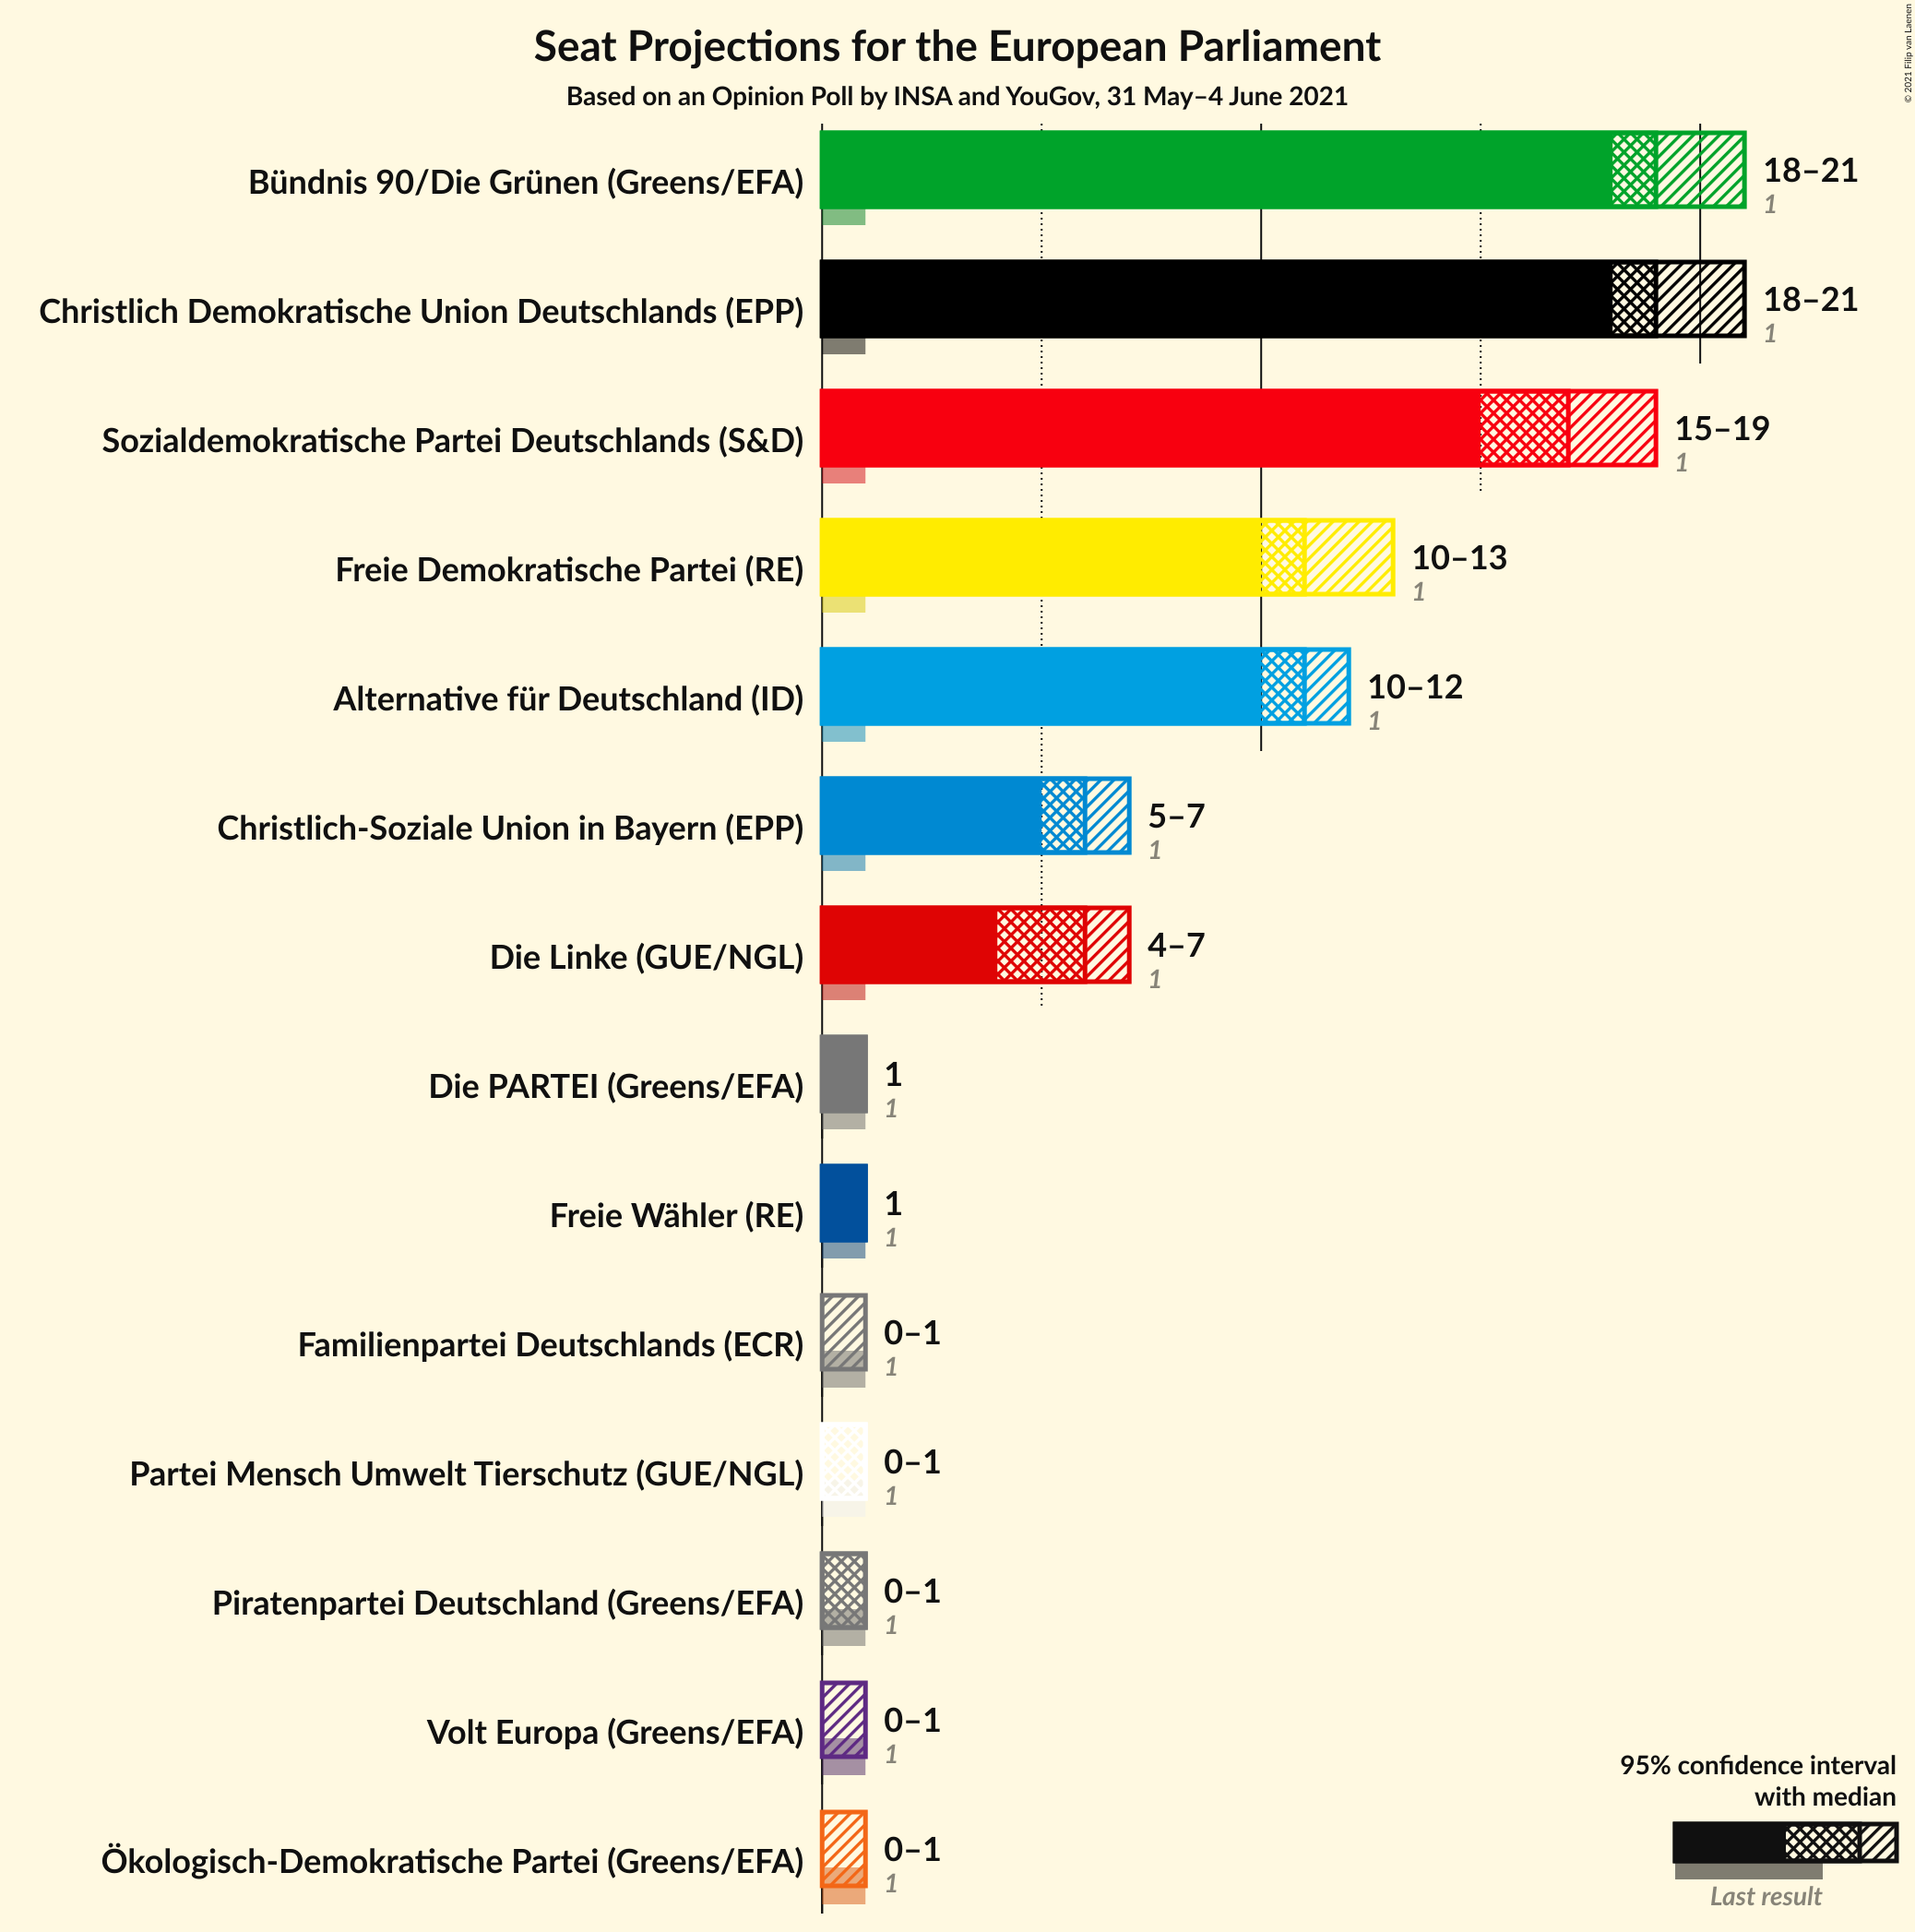 Seat Projections for the European Parliament
Based on an Opinion Poll by INSA and YouGov, 31 May–4 June 2021
© 2021 Filip van Laenen
Bündnis 90/Die Grünen (Greens/EFA)
18–21
1
Christlich Demokratische Union Deutschlands (EPP)
18–21
1
Sozialdemokratische Partei Deutschlands (S&D)
15–19
1
Freie Demokratische Partei (RE)
10–13
1
Alternative für Deutschland (ID)
10–12
1
Christlich-Soziale Union in Bayern (EPP)
5–7
1
Die Linke (GUE/NGL)
4–7
1
Die PARTEI (Greens/EFA)
1
1
Freie Wähler (RE)
1
1
Familienpartei Deutschlands (ECR)
0–1
1
Partei Mensch Umwelt Tierschutz (GUE/NGL)
0–1
1
Piratenpartei Deutschland (Greens/EFA)
0–1
1
Volt Europa (Greens/EFA)
0–1
1
Ökologisch-Demokratische Partei (Greens/EFA)
0–1
1
95% confidence interval
with median
Last result